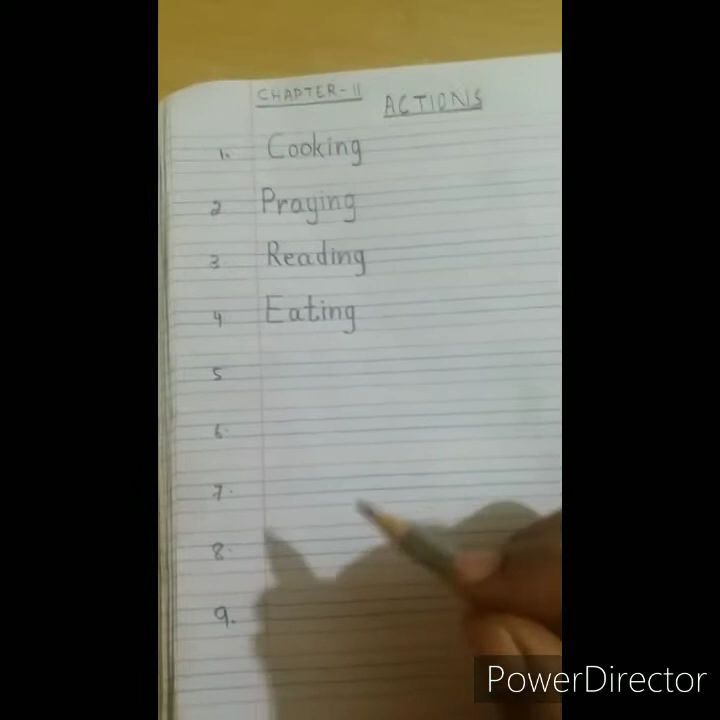 CHAPTER-11 ACTIONS
1. Cooking
2 Praying
3 Reading
4 Eating
5
6.
7.
8.
9.
PowerDirector